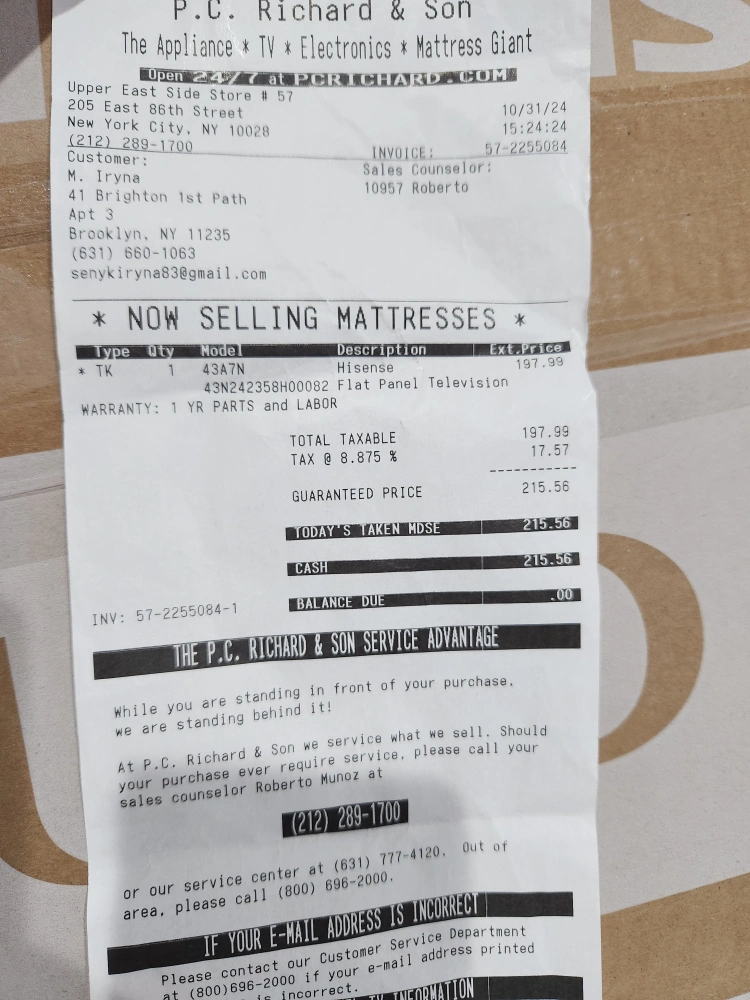 P.C. Richard & Son
The Appliance * TV * Electronics * Mattress Giant
Open 24/7 at PCRICHARD.COM
Upper East Side Store # 57
205 East 86th Street 10/31/24
New York City, NY 10028 15:24:24
(212) 289-1700 INVOICE: 57-2255084
Customer: Sales Counselor:
M. Iryna 10957 Roberto
41 Brighton 1st Path
Apt 3
Brooklyn, NY 11235
(631) 660-1063
senykiryna83@gmail.com
* NOW SELLING MATTRESSES *
Type Qty Model Description Ext.Price
* TK 1 43A7N Hisense 197.99
43N242358H00082 Flat Panel Television
WARRANTY: 1 YR PARTS and LABOR
TOTAL TAXABLE 197.99
TAX @ 8.875 % 17.57
-----------
GUARANTEED PRICE 215.56
TODAY'S TAKEN MDSE 215.56
CASH 215.56
INV: 57-2255084-1 BALANCE DUE .00
THE P.C. RICHARD & SON SERVICE ADVANTAGE
While you are standing in front of your purchase,
we are standing behind it!
At P.C. Richard & Son we service what we sell. Should
your purchase ever require service, please call your
sales counselor Roberto Munoz at
(212) 289-1700
or our service center at (631) 777-4120. Out of
area, please call (800) 696-2000.
IF YOUR E-MAIL ADDRESS IS INCORRECT
Please contact our Customer Service Department
at (800)696-2000 if your e-mail address printed
is incorrect.
INFORMATION